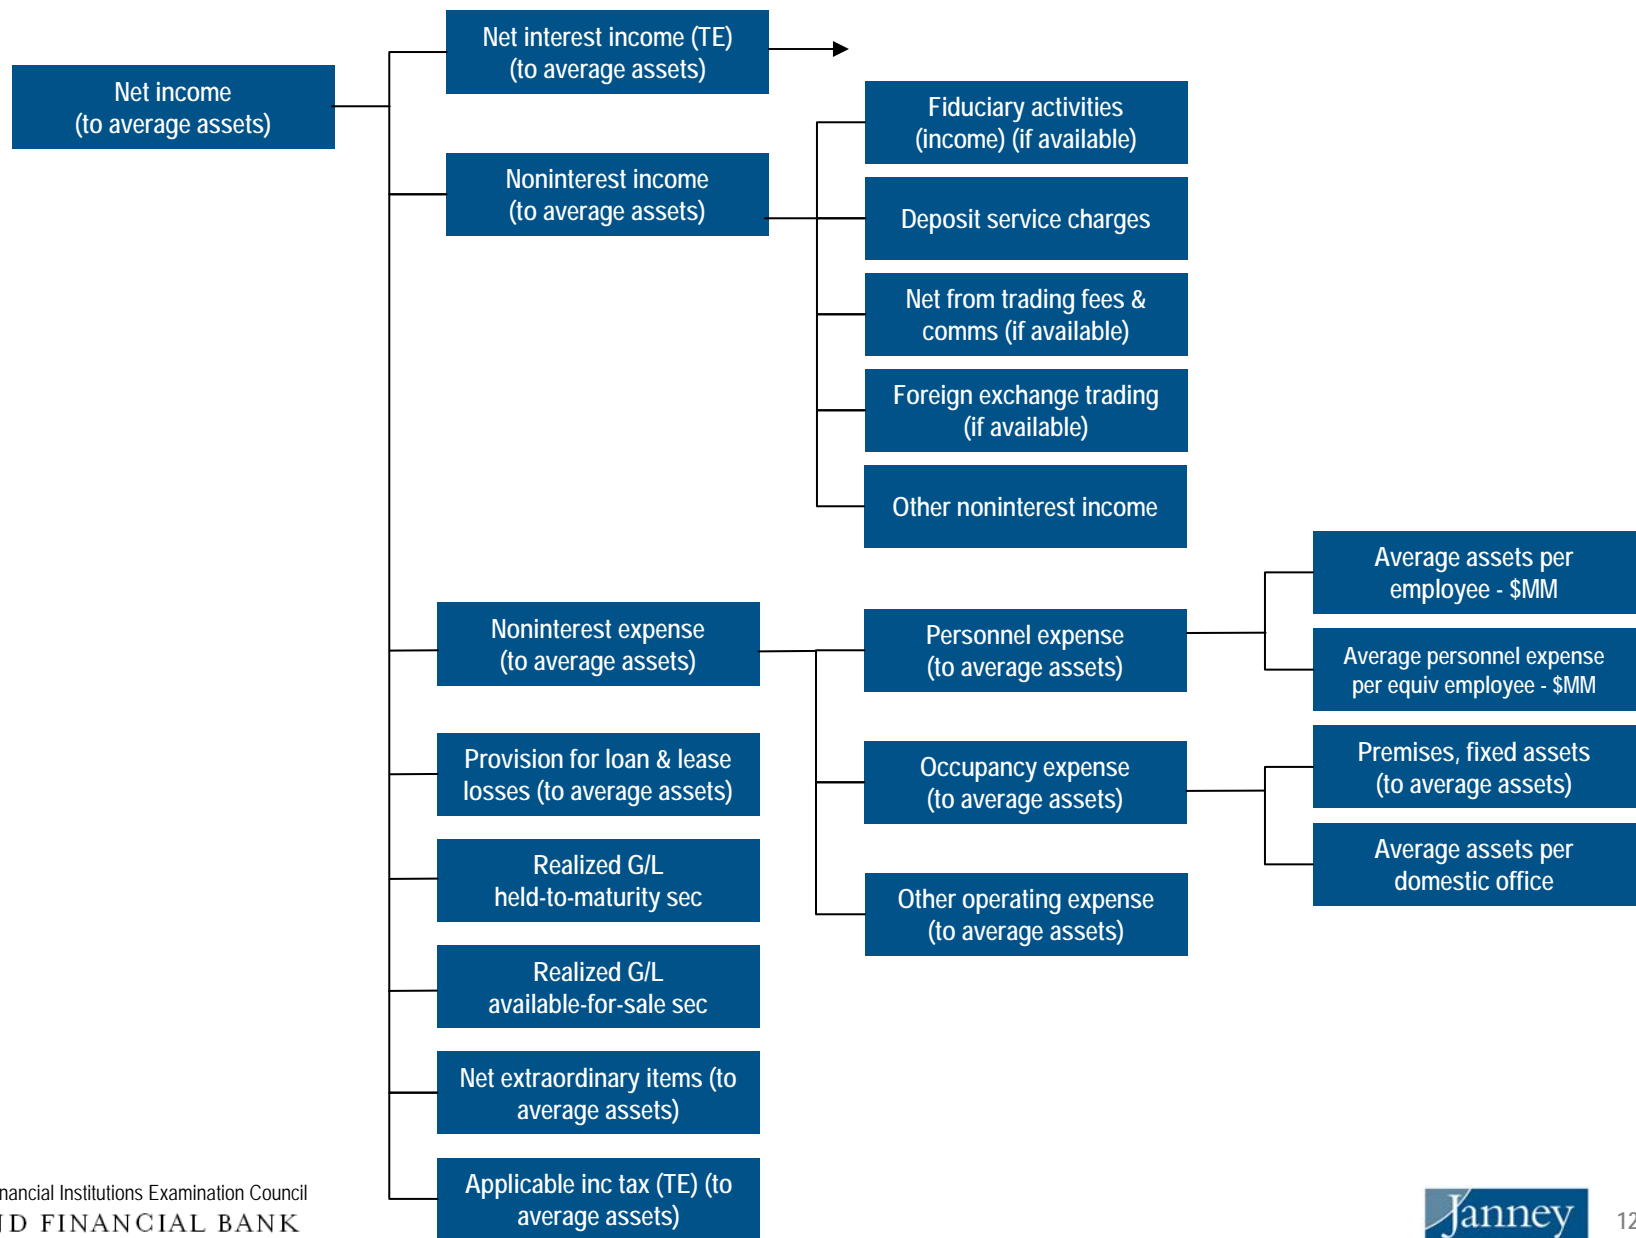 Net interest income (TE)
(to average assets)
Net income
(to average assets)
Fiduciary activities
(income) (if available)
Noninterest income
(to average assets)
Deposit service charges
Net from trading fees &
comms (if available)
Foreign exchange trading
(if available)
Other noninterest income
Average assets per
employee - $MM
Noninterest expense
(to average assets)
Personnel expense
(to average assets)
Average personnel expense
per equiv employee - $MM
Provision for loan & lease
losses (to average assets)
Occupancy expense
(to average assets)
Premises, fixed assets
(to average assets)
Realized G/L
held-to-maturity sec
Average assets per
domestic office
Other operating expense
(to average assets)
Realized G/L
available-for-sale sec
Net extraordinary items (to
average assets)
Applicable inc tax (TE) (to
average assets)
nancial Institutions Examination Council
ND FINANCIAL BANK
Janney
12